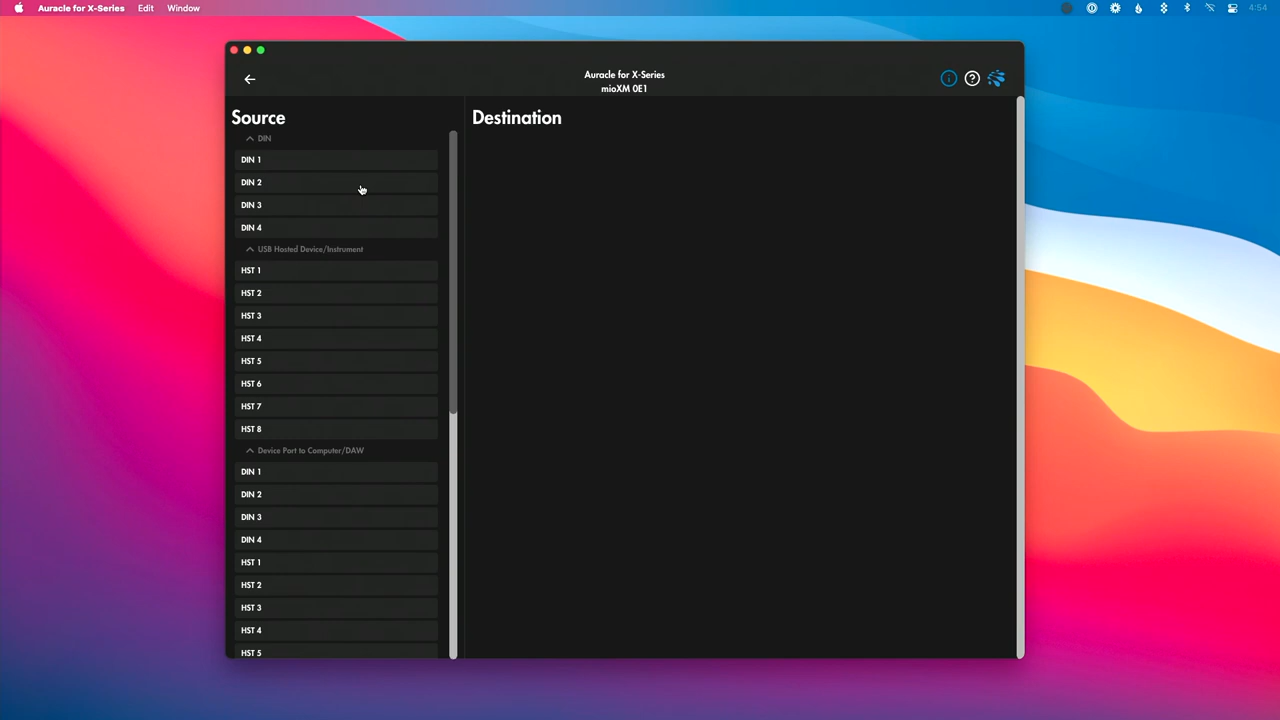 Auracle for X-Series Edit Window 4:54
Auracle for X-Series
mioXM 0E1
Source
DIN
DIN 1
DIN 2
DIN 3
DIN 4
USB Hosted Device/Instrument
HST 1
HST 2
HST 3
HST 4
HST 5
HST 6
HST 7
HST 8
Device Port to Computer/DAW
DIN 1
DIN 2
DIN 3
DIN 4
HST 1
HST 2
HST 3
HST 4
HST 5
Destination